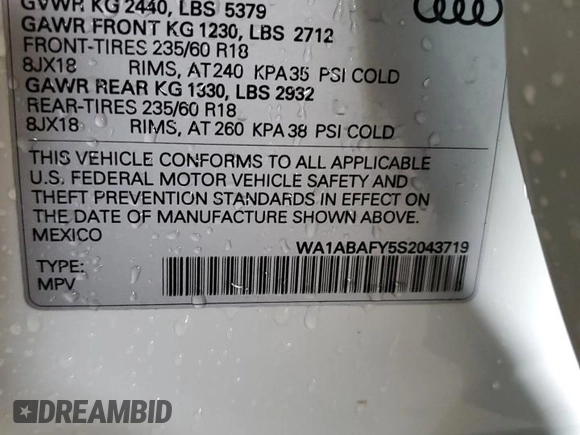 GVWR KG 2440, LBS 5379
GAWR FRONT KG 1230, LBS 2712
FRONT-TIRES 235/60 R18
8JX18 RIMS, AT 240 KPA 35 PSI COLD
GAWR REAR KG 1330, LBS 2932
REAR-TIRES 235/60 R18
8JX18 RIMS, AT 260 KPA 38 PSI COLD
THIS VEHICLE CONFORMS TO ALL APPLICABLE
U.S. FEDERAL MOTOR VEHICLE SAFETY AND
THEFT PREVENTION STANDARDS IN EFFECT ON
THE DATE OF MANUFACTURE SHOWN ABOVE.
MEXICO WA1ABAFY5S2043719
TYPE:
MPV
DREAMBID